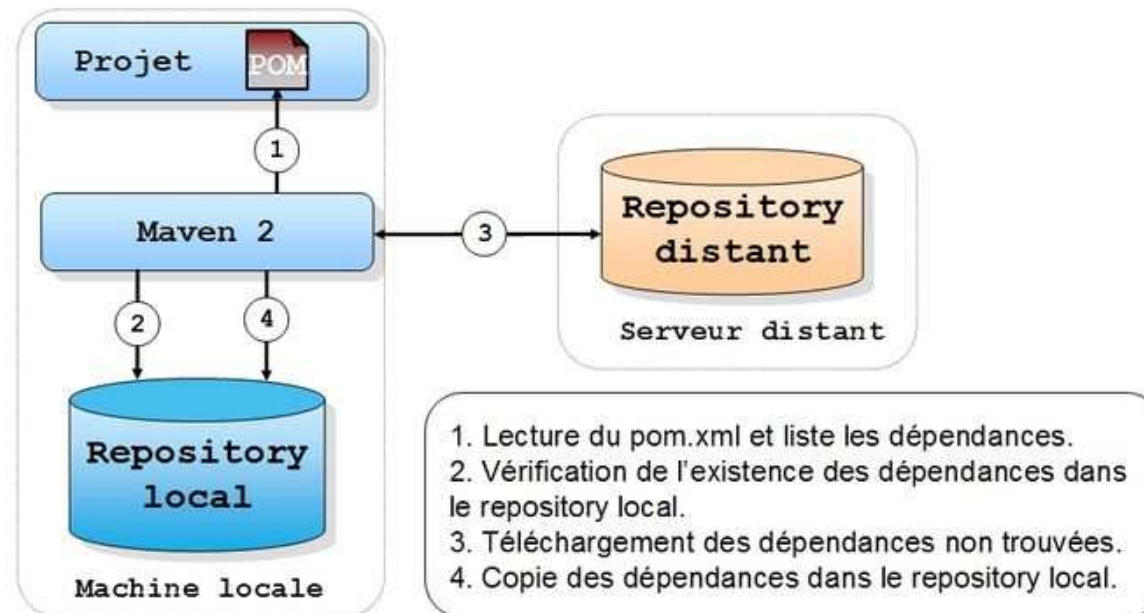 Projet
POM
1
Maven 2
3
Repository
distant
Serveur distant
2
4
Repository
local
Machine locale
1. Lecture du pom.xml et liste les dépendances.
2. Vérification de l'existence des dépendances dans
le repository local.
3. Téléchargement des dépendances non trouvées.
4. Copie des dépendances dans le repository local.